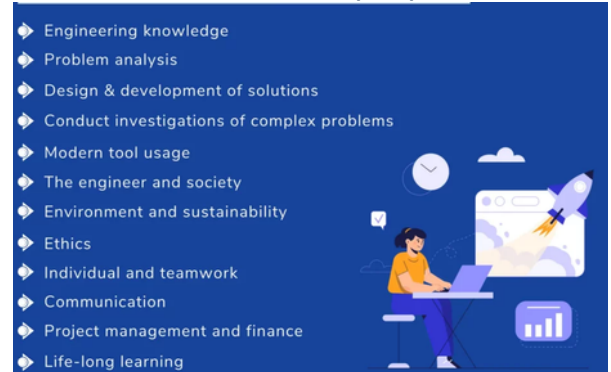 Engineering knowledge
Problem analysis
Design & development of solutions
Conduct investigations of complex problems
Modern tool usage
The engineer and society
Environment and sustainability
Ethics
Individual and teamwork
Communication
Project management and finance
Life-long learning